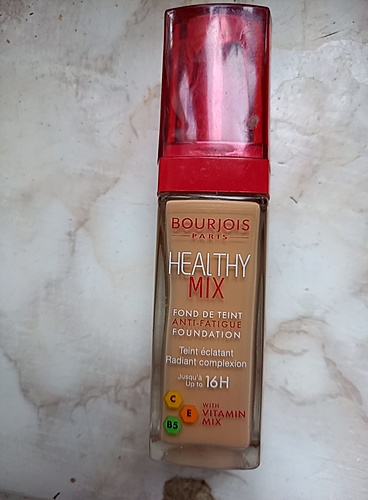 BOURJOIS
PARIS
HEALTHY
MIX
FOND DE TEINT
ANTI-FATIGUE
FOUNDATION
Teint éclatant
Radiant complexion
Jusqu'à
Up to 16H
C
E
B5
WITH
VITAMIN
MIX